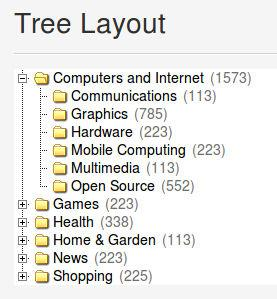 Tree Layout
Computers and Internet (1573)
Communications (113)
Graphics (785)
Hardware (223)
Mobile Computing (223)
Multimedia (113)
Open Source (552)
Games (223)
Health (338)
Home & Garden (113)
News (223)
Shopping (225)